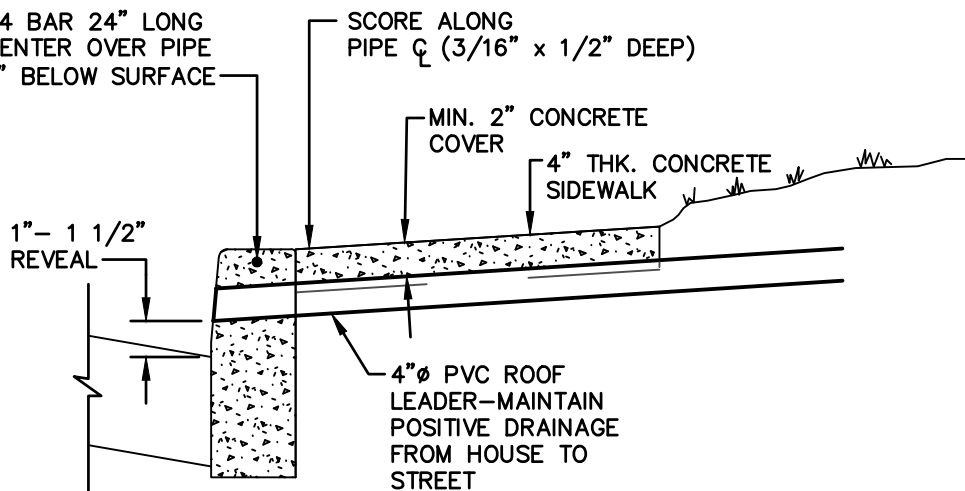 4 BAR 24" LONG
ENTER OVER PIPE
" BELOW SURFACE
SCORE ALONG
PIPE ℄ (3/16" x 1/2" DEEP)
MIN. 2" CONCRETE
COVER
4" THK. CONCRETE
SIDEWALK
1"- 1 1/2"
REVEAL
4"ø PVC ROOF
LEADER-MAINTAIN
POSITIVE DRAINAGE
FROM HOUSE TO
STREET